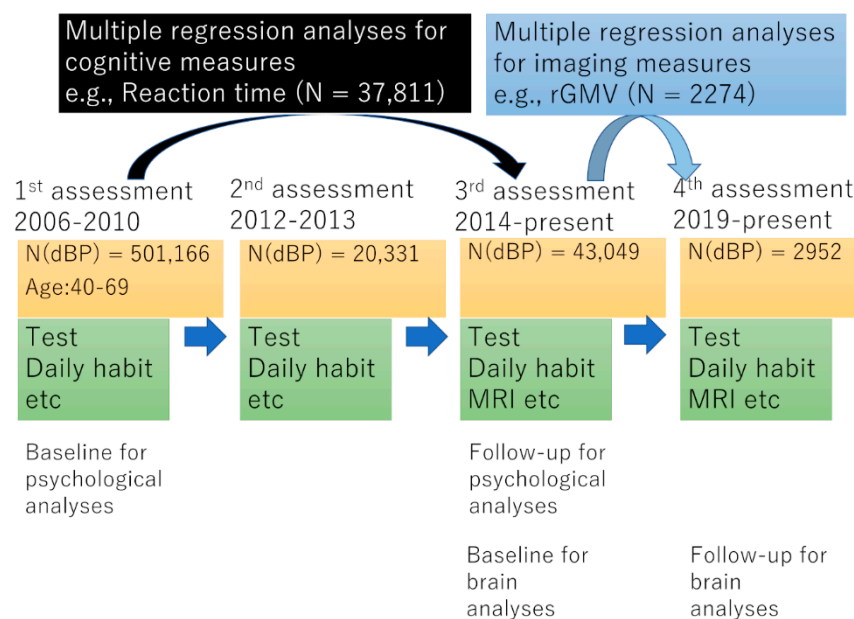 Multiple regression analyses for
cognitive measures
e.g., Reaction time (N = 37,811)
Multiple regression analyses
for imaging measures
e.g., rGMV (N = 2274)
1st assessment
2006-2010
N(dBP) = 501,166
Age:40-69
Test
Daily habit
etc
Baseline for
psychological
analyses
2nd assessment
2012-2013
N(dBP) = 20,331
Test
Daily habit
etc
3rd assessment
2014-present
N(dBP) = 43,049
Test
Daily habit
MRI etc
Follow-up for
psychological
analyses
Baseline for
brain
analyses
4th assessment
2019-present
N(dBP) = 2952
Test
Daily habit
MRI etc
Follow-up for
brain
analyses